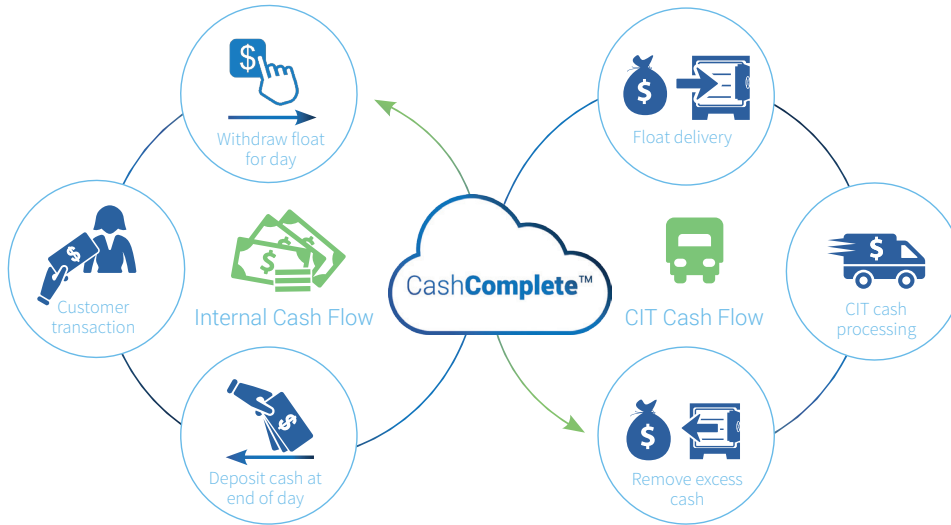 Withdraw float
for day
Float delivery
Customer
transaction
Internal Cash Flow
CashComplete™
CIT Cash Flow
CIT cash
processing
Deposit cash at
end of day
Remove excess
cash